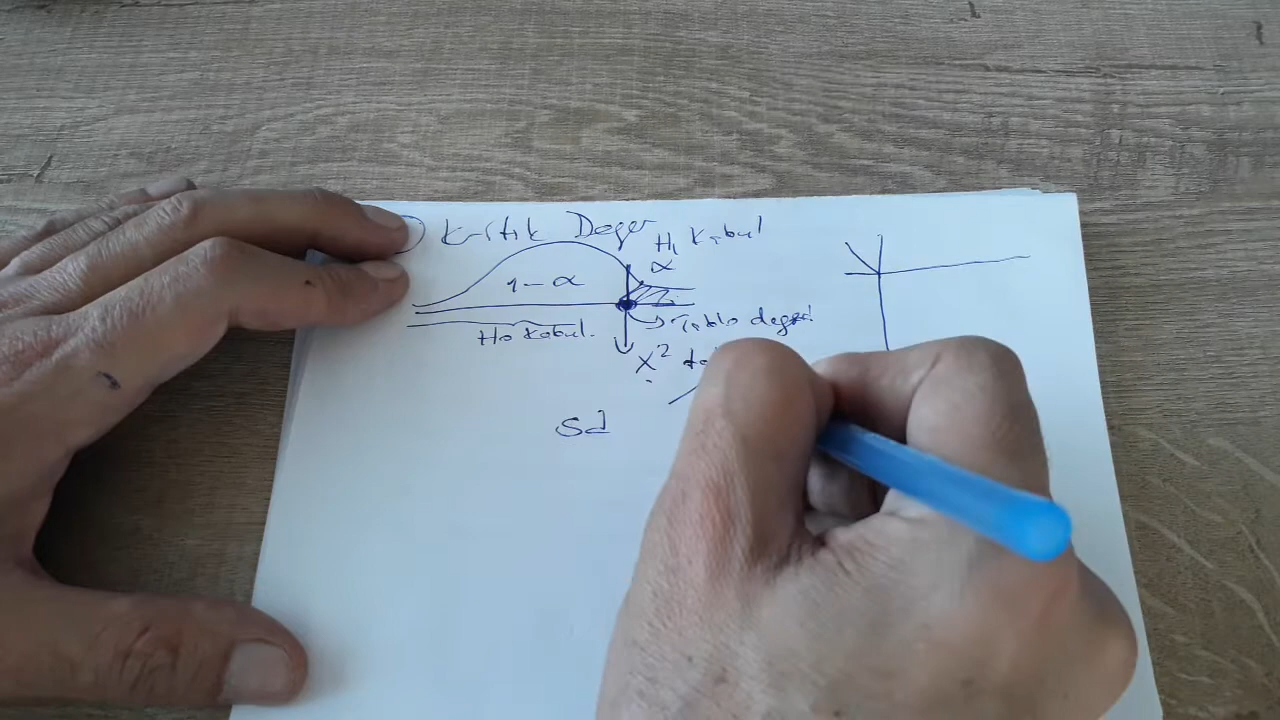 Kritik Değer
H₁ Kabul
α
1-α
Tablo değeri
H₀ Kabul.
X²
Sd